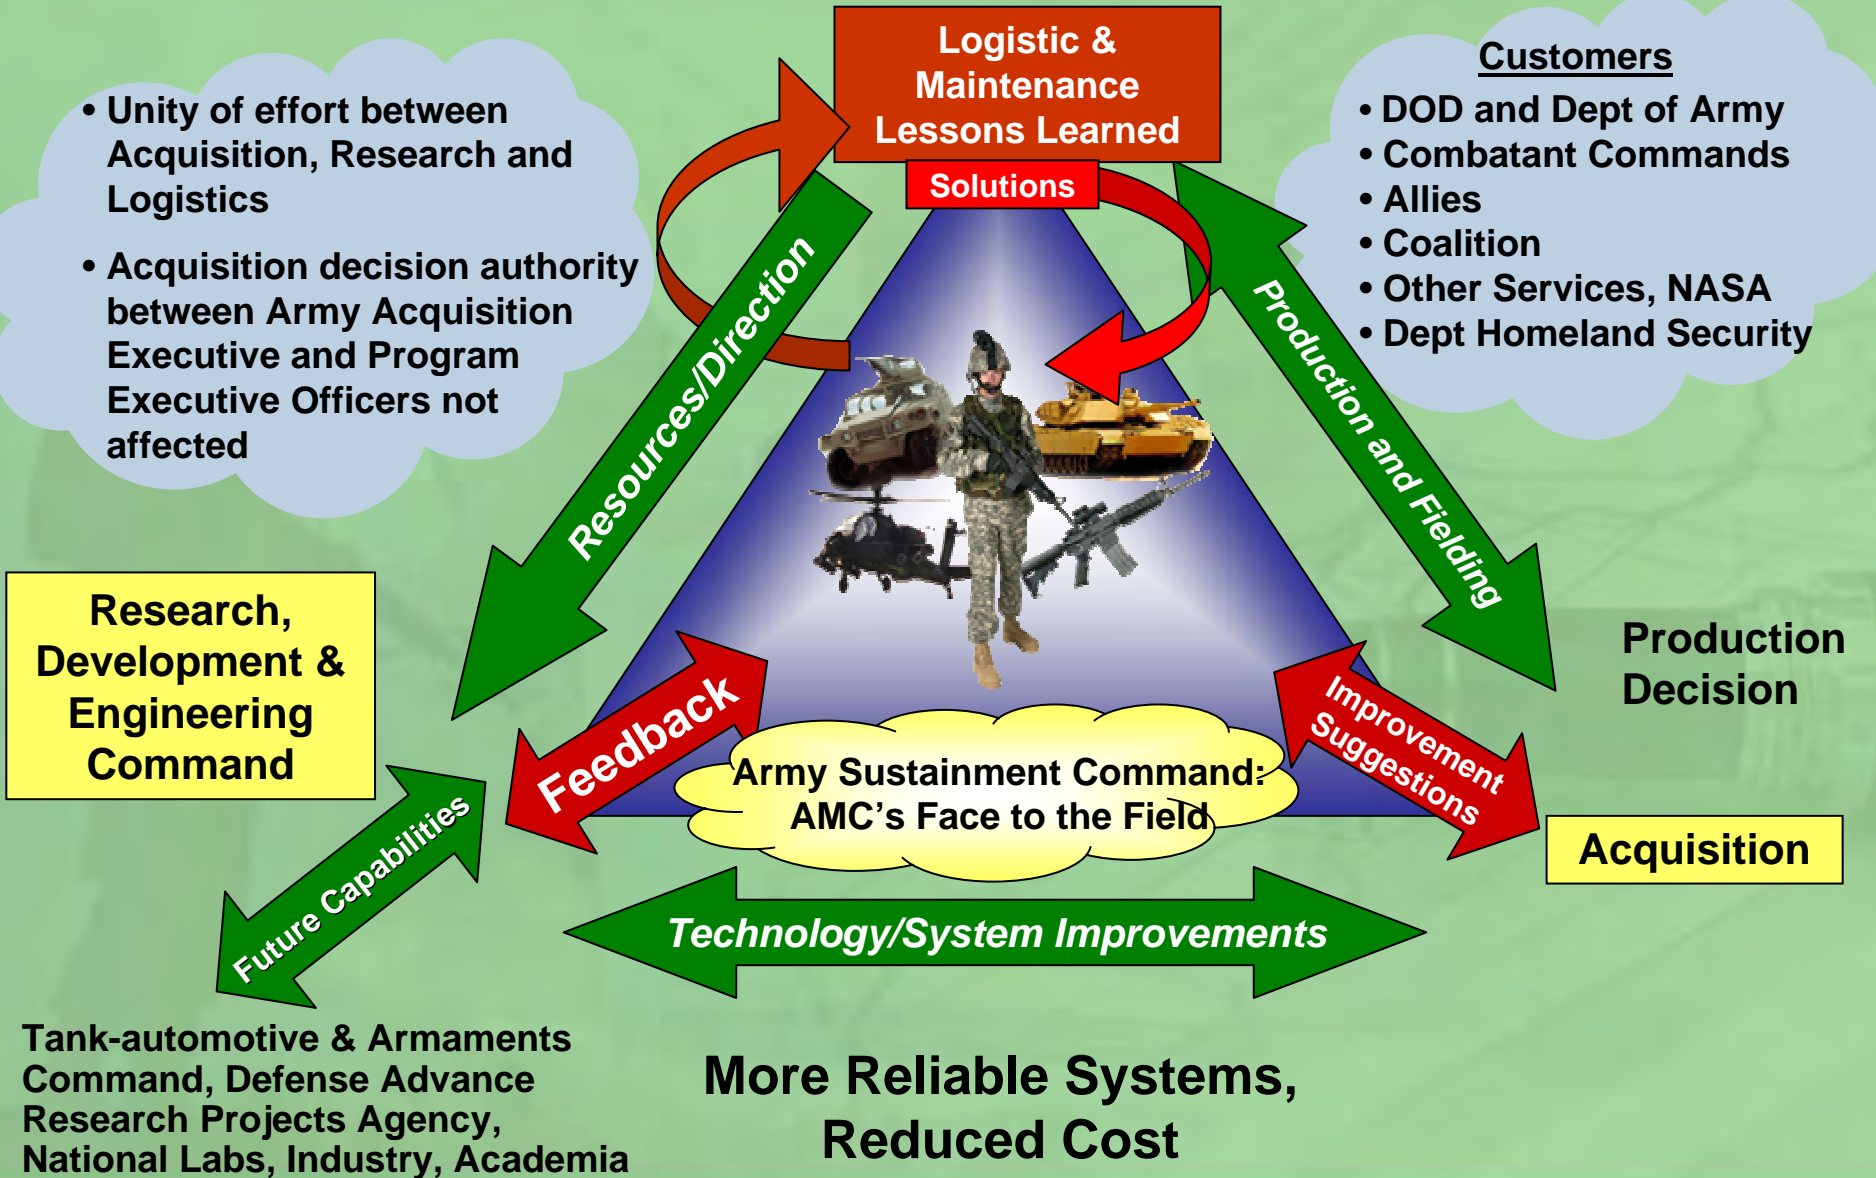 Logistic &
Maintenance
Lessons Learned
Solutions
• Unity of effort between
Acquisition, Research and
Logistics
• Acquisition decision authority
between Army Acquisition
Executive and Program
Executive Officers not
affected
Customers
• DOD and Dept of Army
• Combatant Commands
• Allies
• Coalition
• Other Services, NASA
• Dept Homeland Security
Resources/Direction
Production and Fielding
Research,
Development &
Engineering
Command
Production
Decision
Feedback
Improvement
Suggestions
Army Sustainment Command:
AMC's Face to the Field
Acquisition
Future Capabilities
Technology/System Improvements
Tank-automotive & Armaments
Command, Defense Advance
Research Projects Agency,
National Labs, Industry, Academia
More Reliable Systems,
Reduced Cost